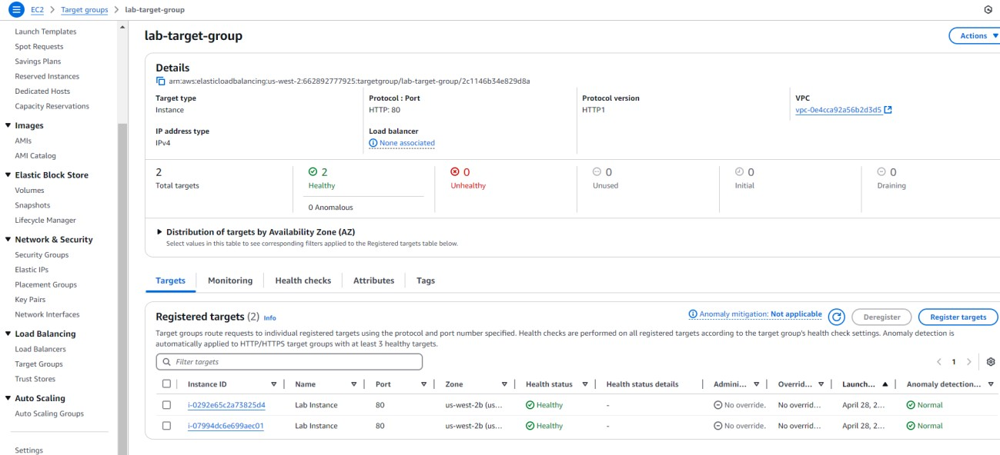 EC2 > Target groups > lab-target-group
Launch Templates
Spot Requests
Savings Plans
Reserved Instances
Dedicated Hosts
Capacity Reservations
Images
AMIs
AMI Catalog
Elastic Block Store
Volumes
Snapshots
Lifecycle Manager
Network & Security
Security Groups
Elastic IPs
Placement Groups
Key Pairs
Network Interfaces
Load Balancing
Load Balancers
Target Groups
Trust Stores
Auto Scaling
Auto Scaling Groups
Settings
lab-target-group
Actions
Details
arn:aws:elasticloadbalancing:us-west-2:662892777925:targetgroup/lab-target-group/2c1146b34e829d8a
Target type
Instance
Protocol : Port
HTTP: 80
Protocol version
HTTP1
VPC
vpc-0e4cca92a56b2d3d5
IP address type
IPv4
Load balancer
None associated
2
Total targets
2
Healthy
0 Anomalous
0
Unhealthy
0
Unused
0
Initial
0
Draining
Distribution of targets by Availability Zone (AZ)
Select values in this table to see corresponding filters applied to the Registered targets table below.
Targets Monitoring Health checks Attributes Tags
Registered targets (2) Info
Anomaly mitigation: Not applicable
Deregister
Register targets
Target groups route requests to individual registered targets using the protocol and port number specified. Health checks are performed on all registered targets according to the target group's health check settings. Anomaly detection is
automatically applied to HTTP/HTTPS target groups with at least 3 healthy targets.
Filter targets
1
Instance ID Name Port Zone Health status Health status details Admini... Overrid... Launch... Anomaly detection...
i-0292e65c2a73825d4 Lab Instance 80 us-west-2b (us... Healthy - No override. No overrid... April 28, 2... Normal
i-07994dc6e699aec01 Lab Instance 80 us-west-2b (us... Healthy - No override. No overrid... April 28, 2... Normal